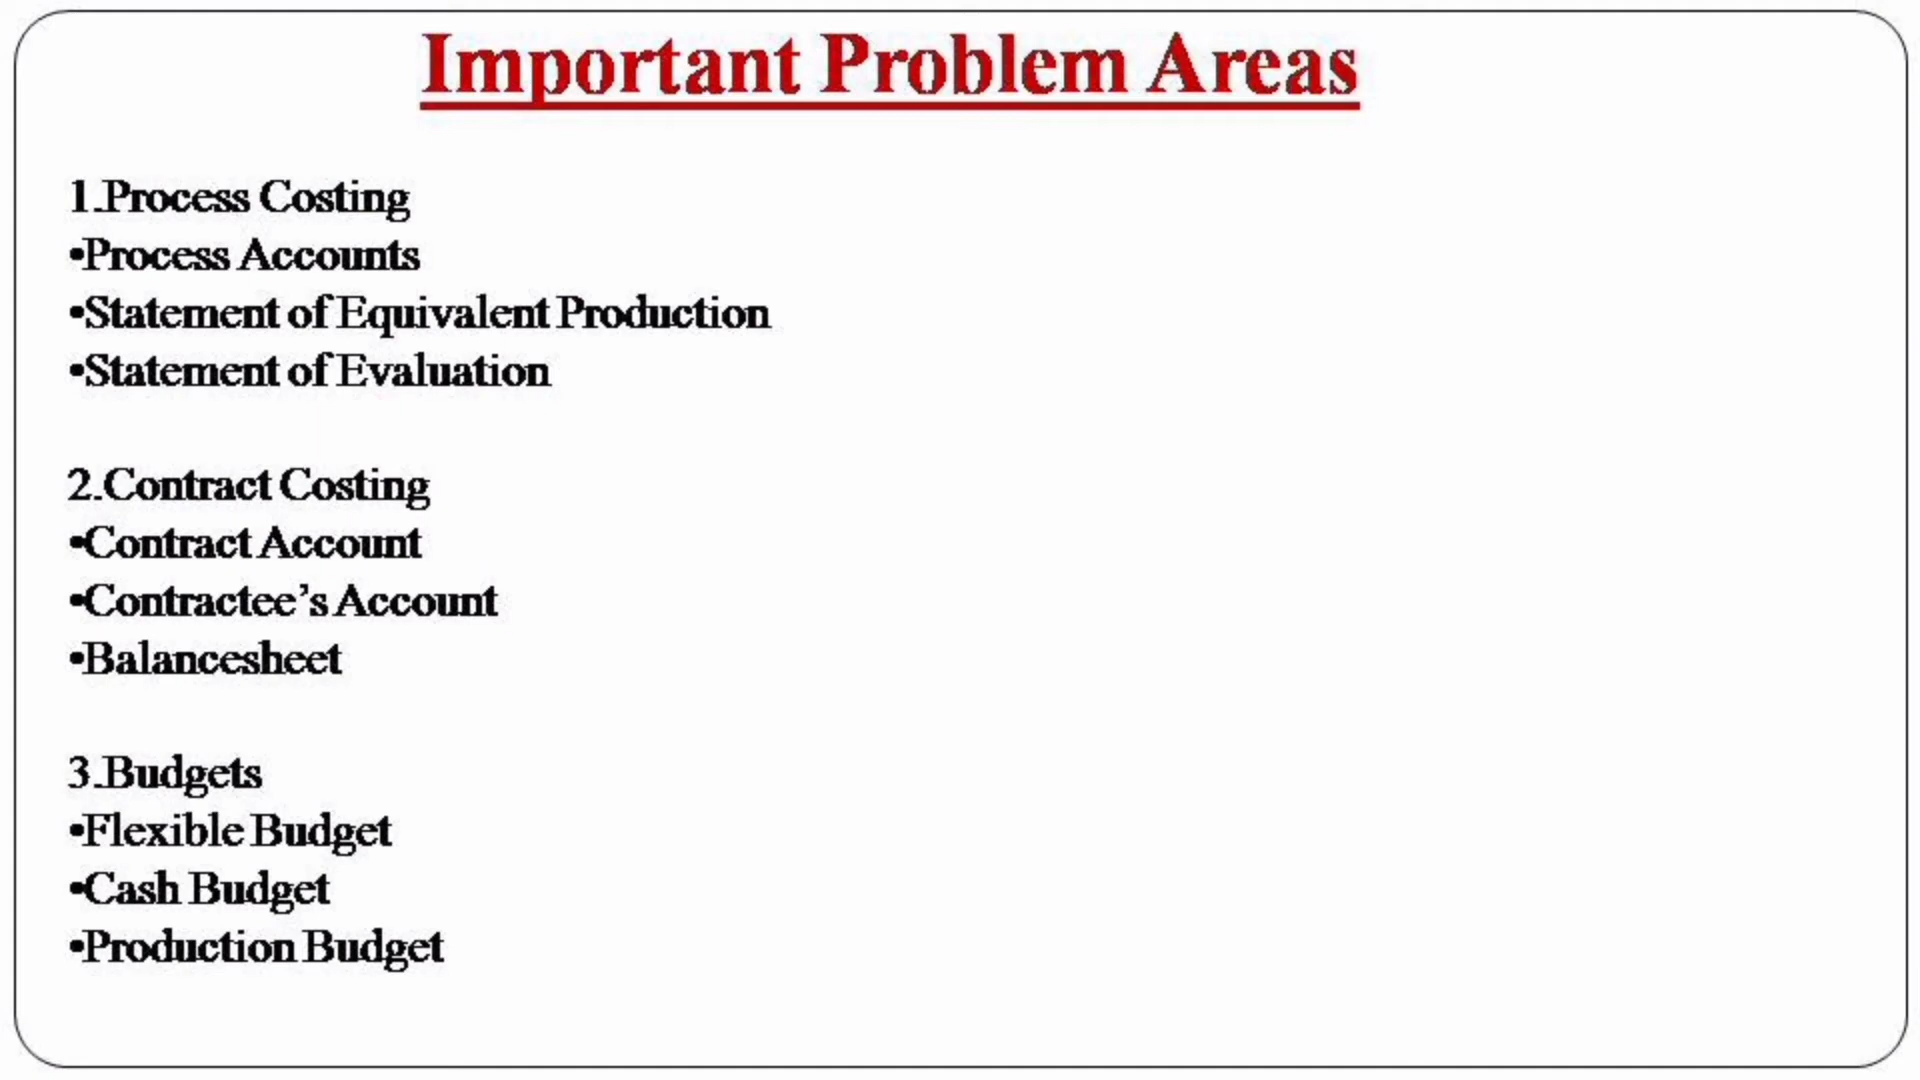 Important Problem Areas
1.Process Costing
•Process Accounts
•Statement of Equivalent Production
•Statement of Evaluation
2.Contract Costing
•Contract Account
•Contractee’s Account
•Balancesheet
3.Budgets
•Flexible Budget
•Cash Budget
•Production Budget